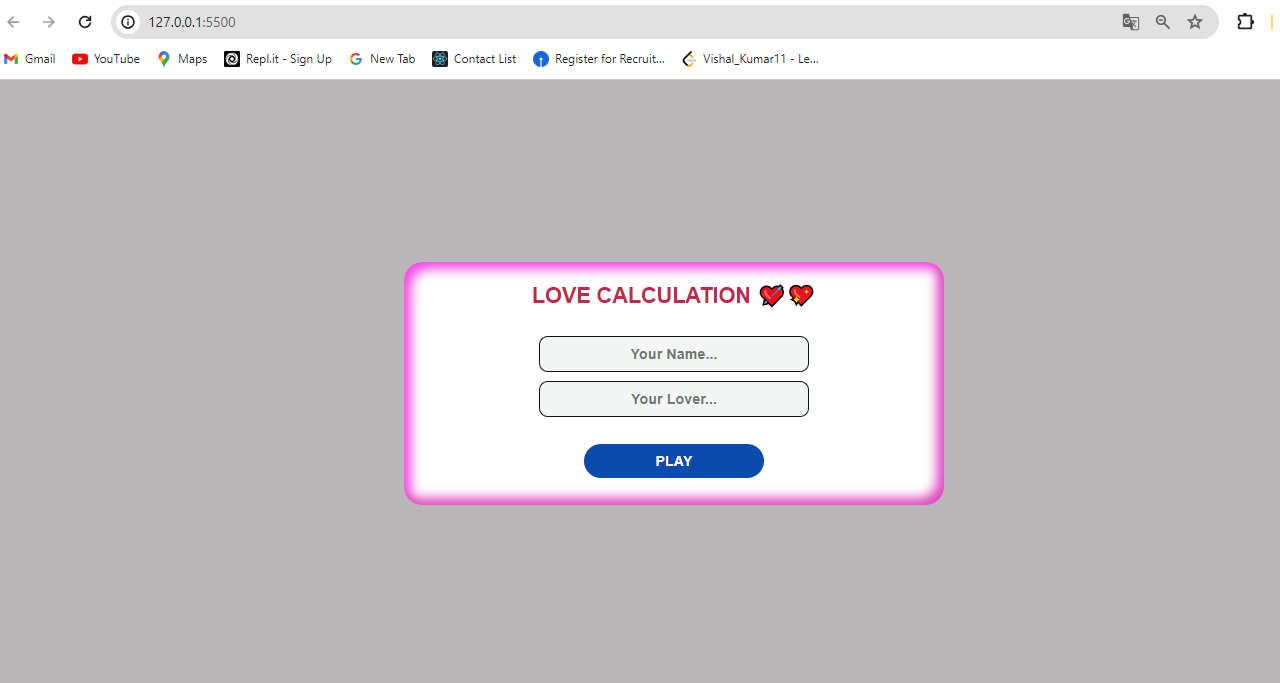 127.0.0.1:5500
Gmail YouTube Maps Repl.it - Sign Up New Tab Contact List Register for Recruit... Vishal_Kumar11 - Le...
LOVE CALCULATION 💘💖
Your Name...
Your Lover...
PLAY